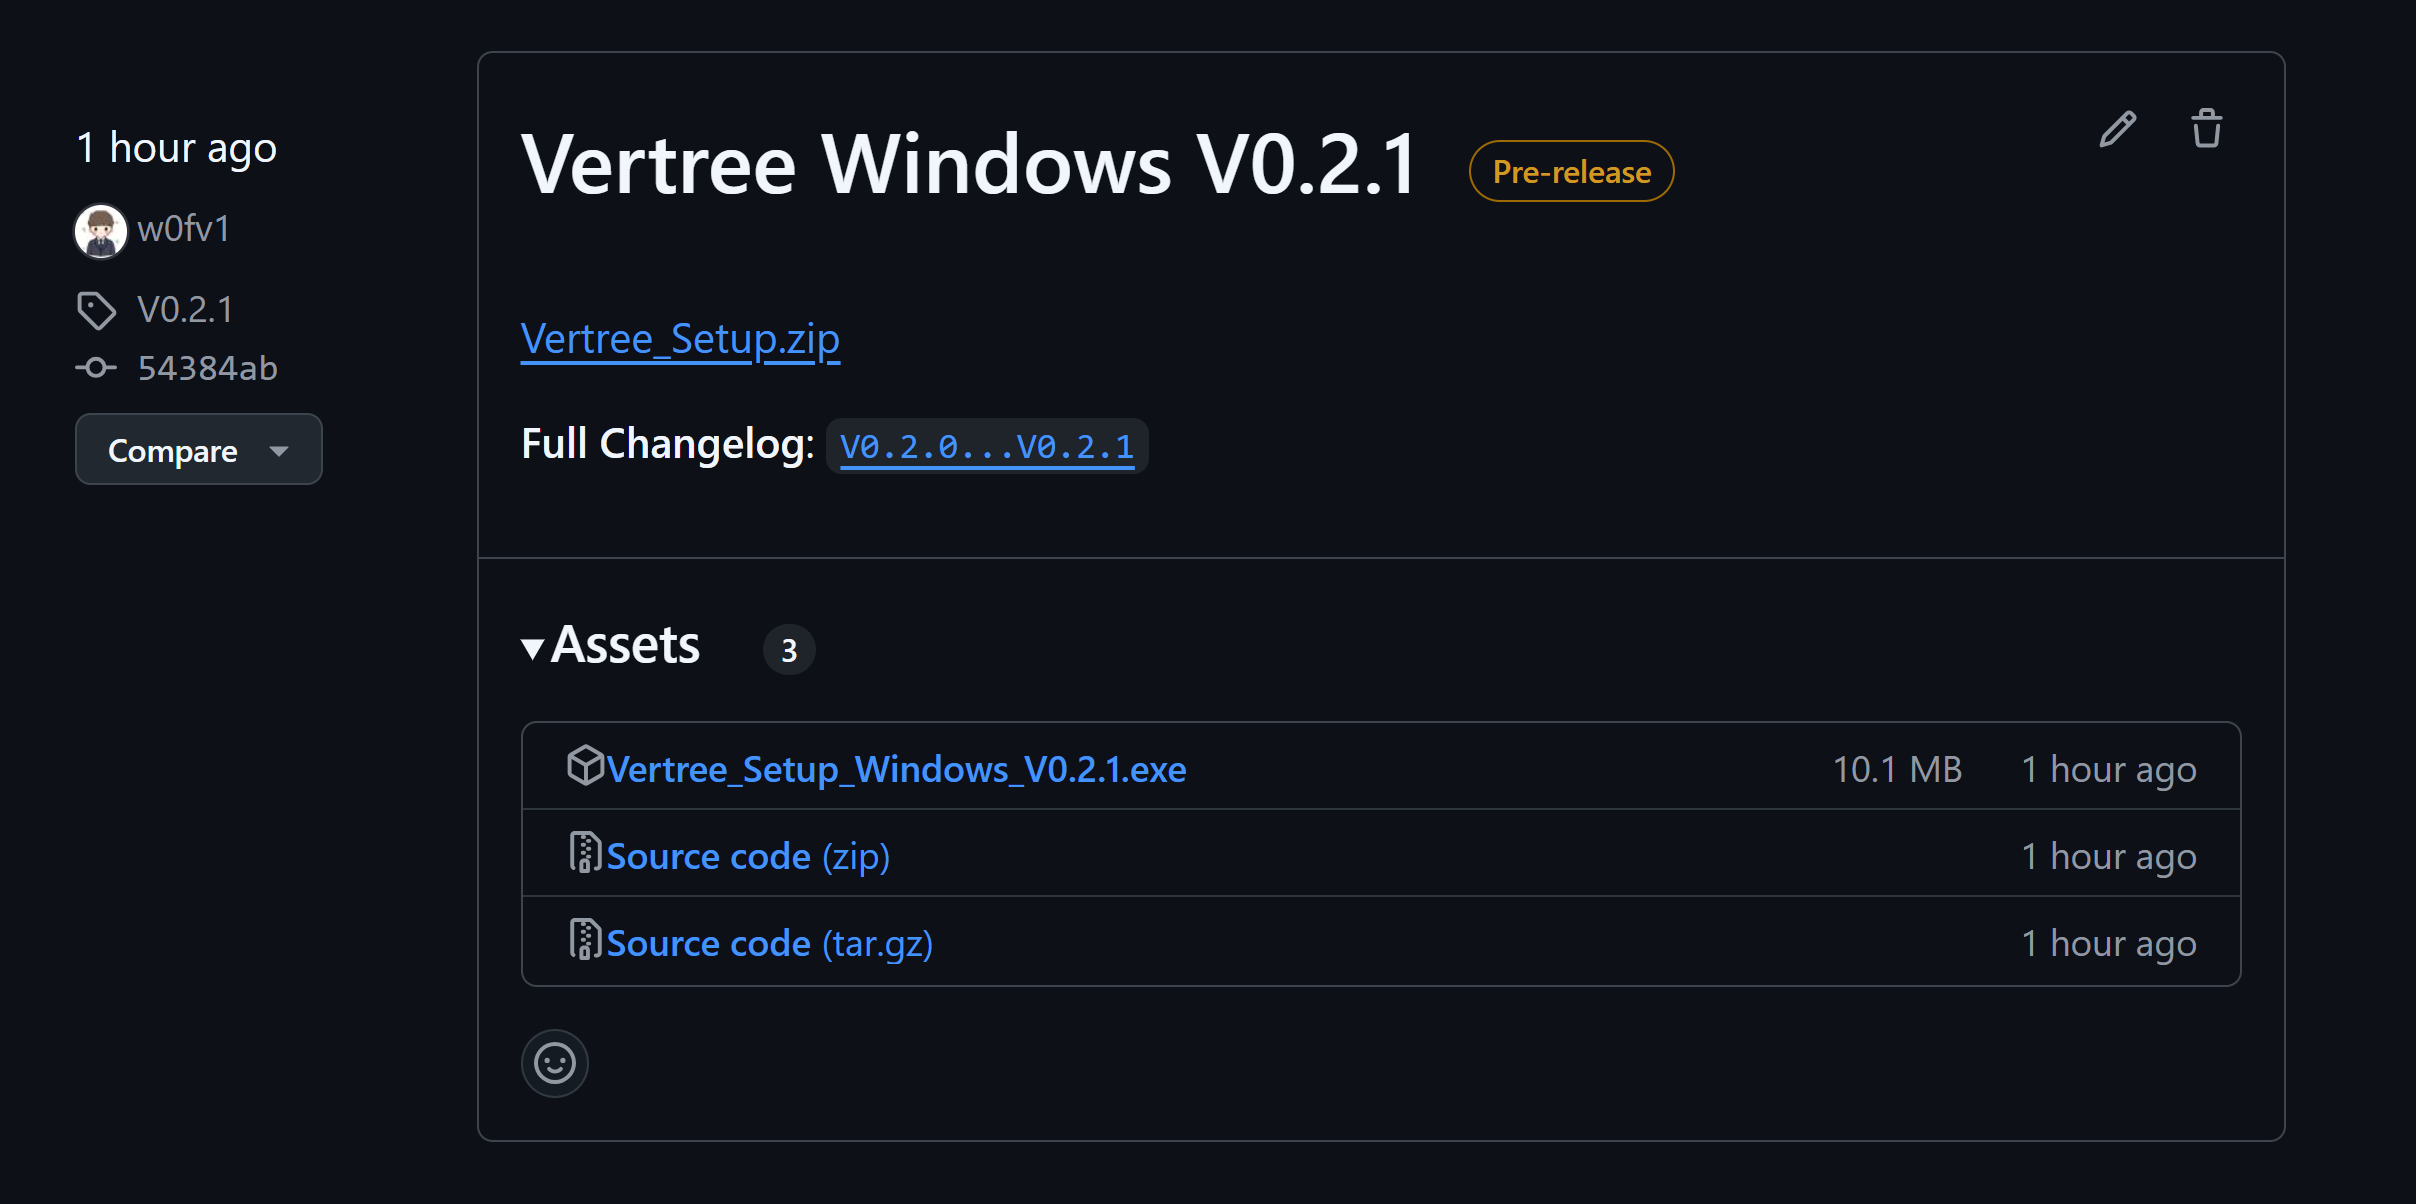 1 hour ago
w0fv1
V0.2.1
54384ab
Compare
Vertree Windows V0.2.1 Pre-release
Vertree_Setup.zip
Full Changelog: V0.2.0...V0.2.1
Assets 3
Vertree_Setup_Windows_V0.2.1.exe 10.1 MB 1 hour ago
Source code (zip) 1 hour ago
Source code (tar.gz) 1 hour ago